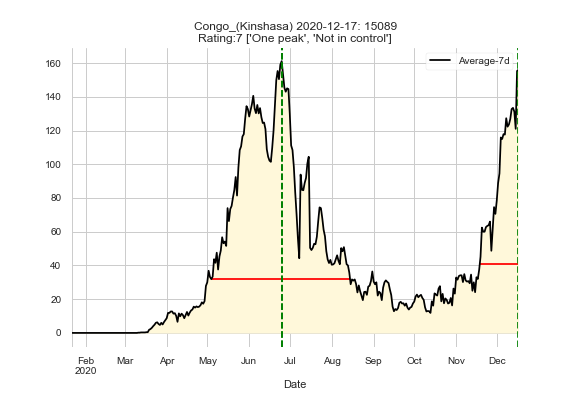 Congo_(Kinshasa) 2020-12-17: 15089
Rating:7 ['One peak', 'Not in control']
Average-7d
160
140
120
100
80
60
40
20
0
Feb Mar Apr May Jun Jul Aug Sep Oct Nov Dec
2020
Date